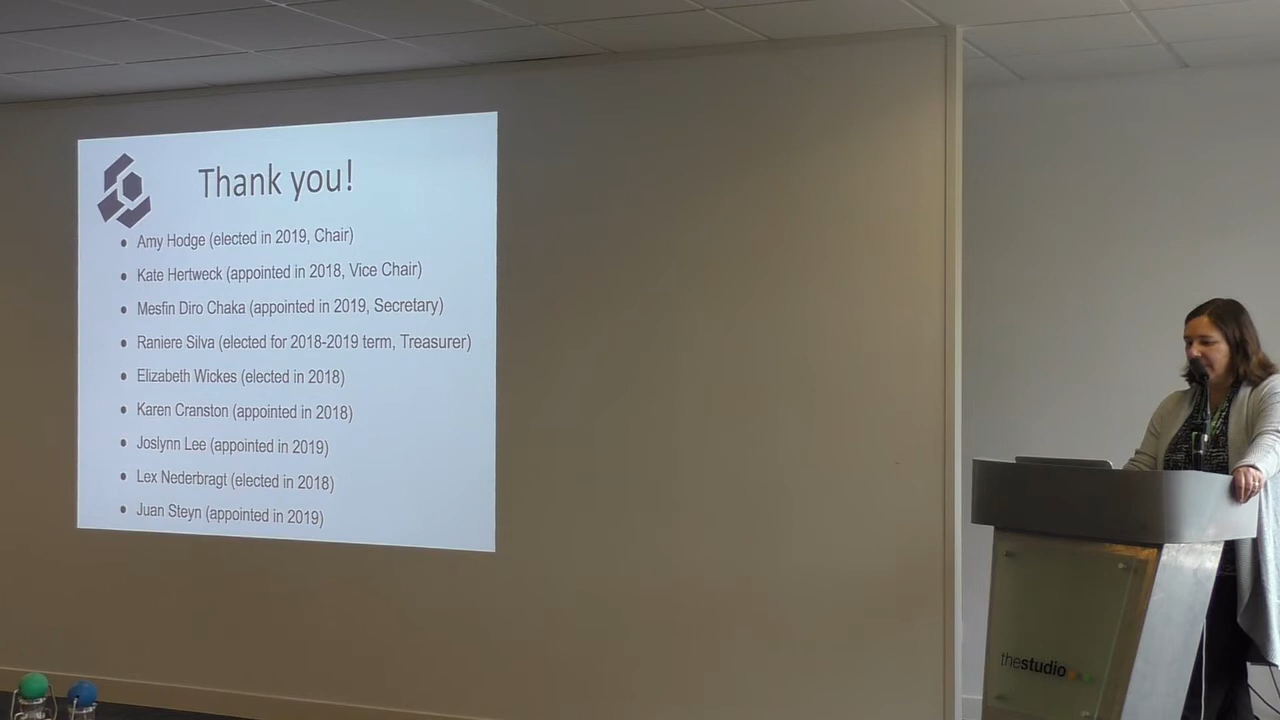 Thank you!
Amy Hodge (elected in 2019, Chair)
Kate Hertweck (appointed in 2018, Vice Chair)
Mesfin Diro Chaka (appointed in 2019, Secretary)
Raniere Silva (elected for 2018-2019 term, Treasurer)
Elizabeth Wickes (elected in 2018)
Karen Cranston (appointed in 2018)
Joslynn Lee (appointed in 2019)
Lex Nederbragt (elected in 2018)
Juan Steyn (appointed in 2019)
thestudio